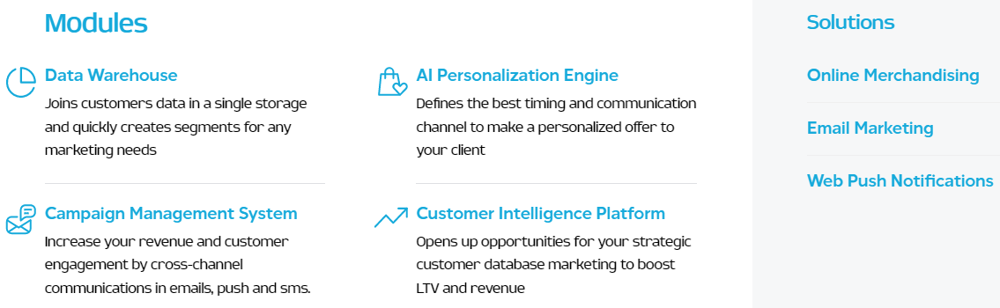 Modules
Data Warehouse
Joins customers data in a single storage
and quickly creates segments for any
marketing needs
AI Personalization Engine
Defines the best timing and communication
channel to make a personalized offer to
your client
Campaign Management System
Increase your revenue and customer
engagement by cross-channel
communications in emails, push and sms.
Customer Intelligence Platform
Opens up opportunities for your strategic
customer database marketing to boost
LTV and revenue
Solutions
Online Merchandising
Email Marketing
Web Push Notifications